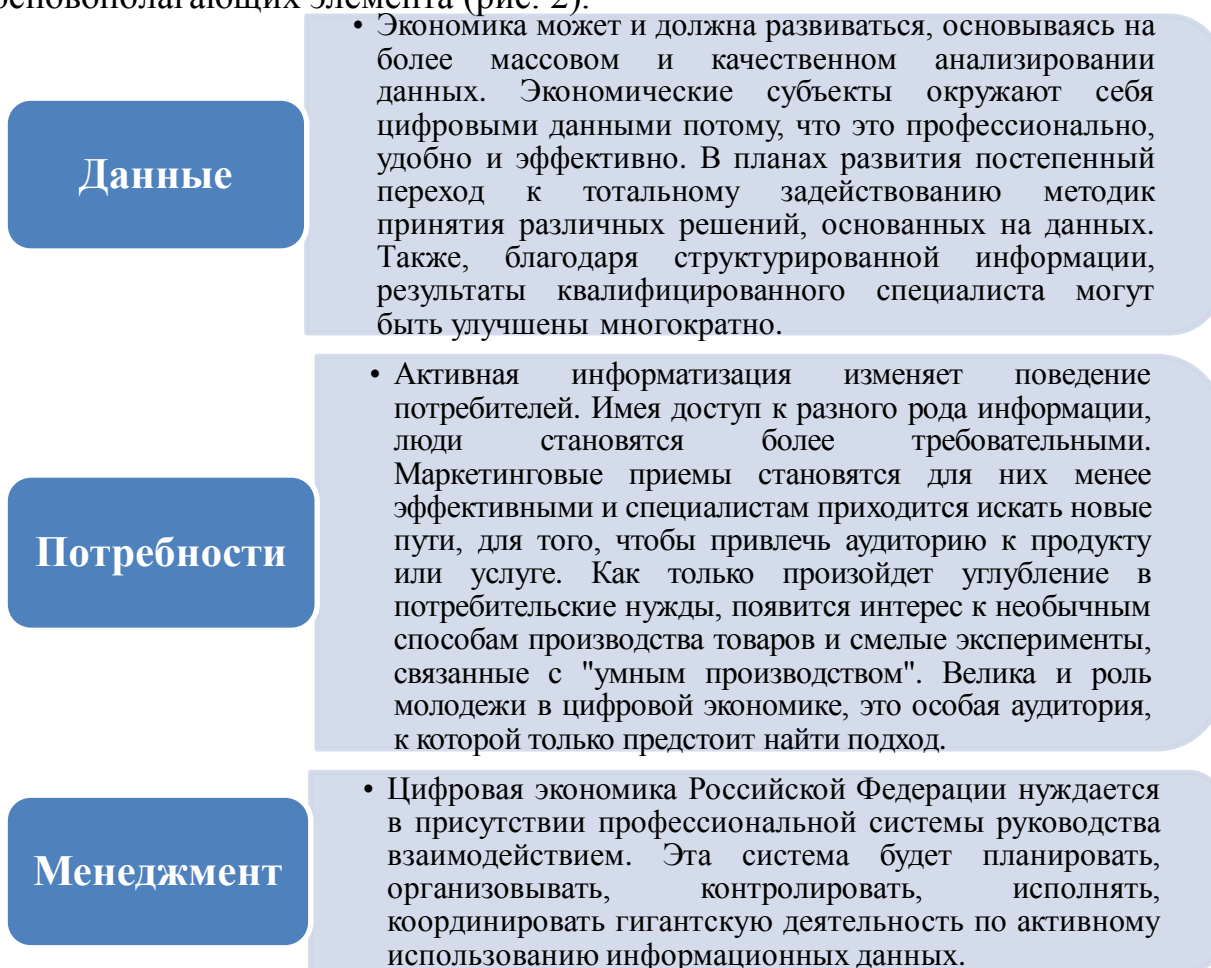 основополагающих элемента (рис. 2).
Данные
• Экономика может и должна развиваться, основываясь на
более массовом и качественном анализировании
данных. Экономические субъекты окружают себя
цифровыми данными потому, что это профессионально,
удобно и эффективно. В планах развития постепенный
переход к тотальному задействованию методик
принятия различных решений, основанных на данных.
Также, благодаря структурированной информации,
результаты квалифицированного специалиста могут
быть улучшены многократно.
Потребности
• Активная информатизация изменяет поведение
потребителей. Имея доступ к разного рода информации,
люди становятся более требовательными.
Маркетинговые приемы становятся для них менее
эффективными и специалистам приходится искать новые
пути, для того, чтобы привлечь аудиторию к продукту
или услуге. Как только произойдет углубление в
потребительские нужды, появится интерес к необычным
способам производства товаров и смелые эксперименты,
связанные с "умным производством". Велика и роль
молодежи в цифровой экономике, это особая аудитория,
к которой только предстоит найти подход.
Менеджмент
• Цифровая экономика Российской Федерации нуждается
в присутствии профессиональной системы руководства
взаимодействием. Эта система будет планировать,
организовывать, контролировать, исполнять,
координировать гигантскую деятельность по активному
использованию информационных данных.